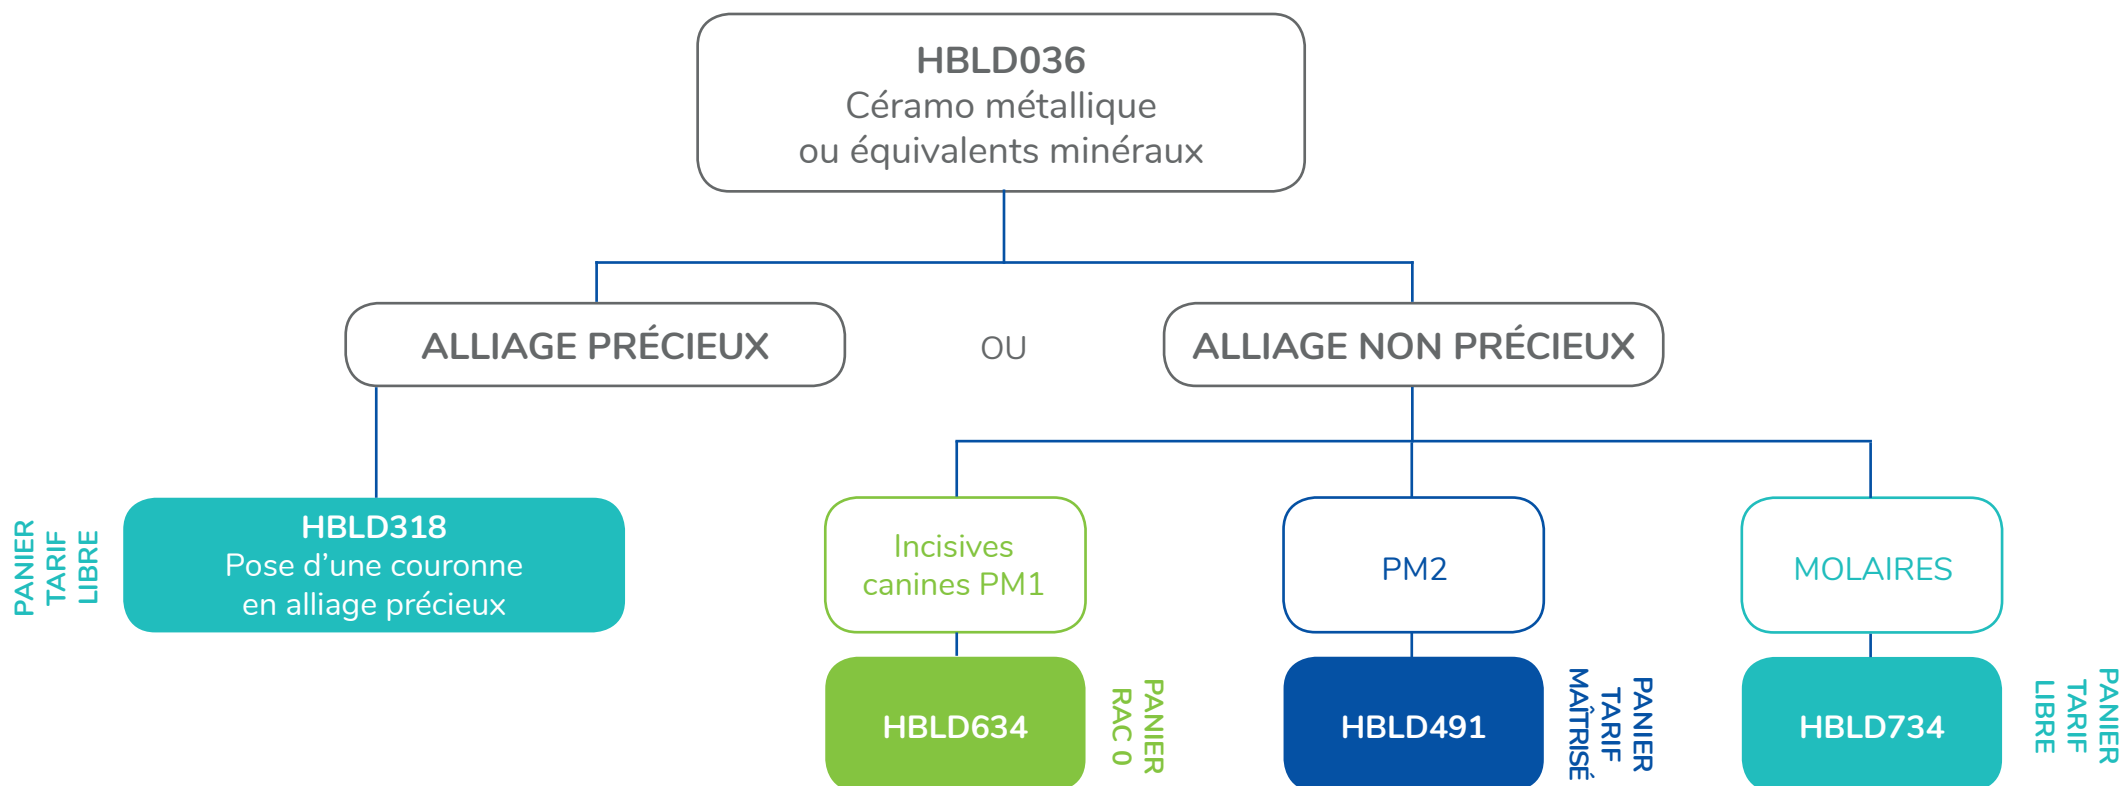 HBLD036
Céramo métallique
ou équivalents minéraux
ALLIAGE PRÉCIEUX
OU
ALLIAGE NON PRÉCIEUX
PANIER
TARIF
LIBRE
HBLD318
Pose d’une couronne
en alliage précieux
Incisives
canines PM1
PM2
MOLAIRES
HBLD634
PANIER
RAC 0
HBLD491
PANIER
TARIF
MAÎTRISÉ
HBLD734
PANIER
TARIF
LIBRE